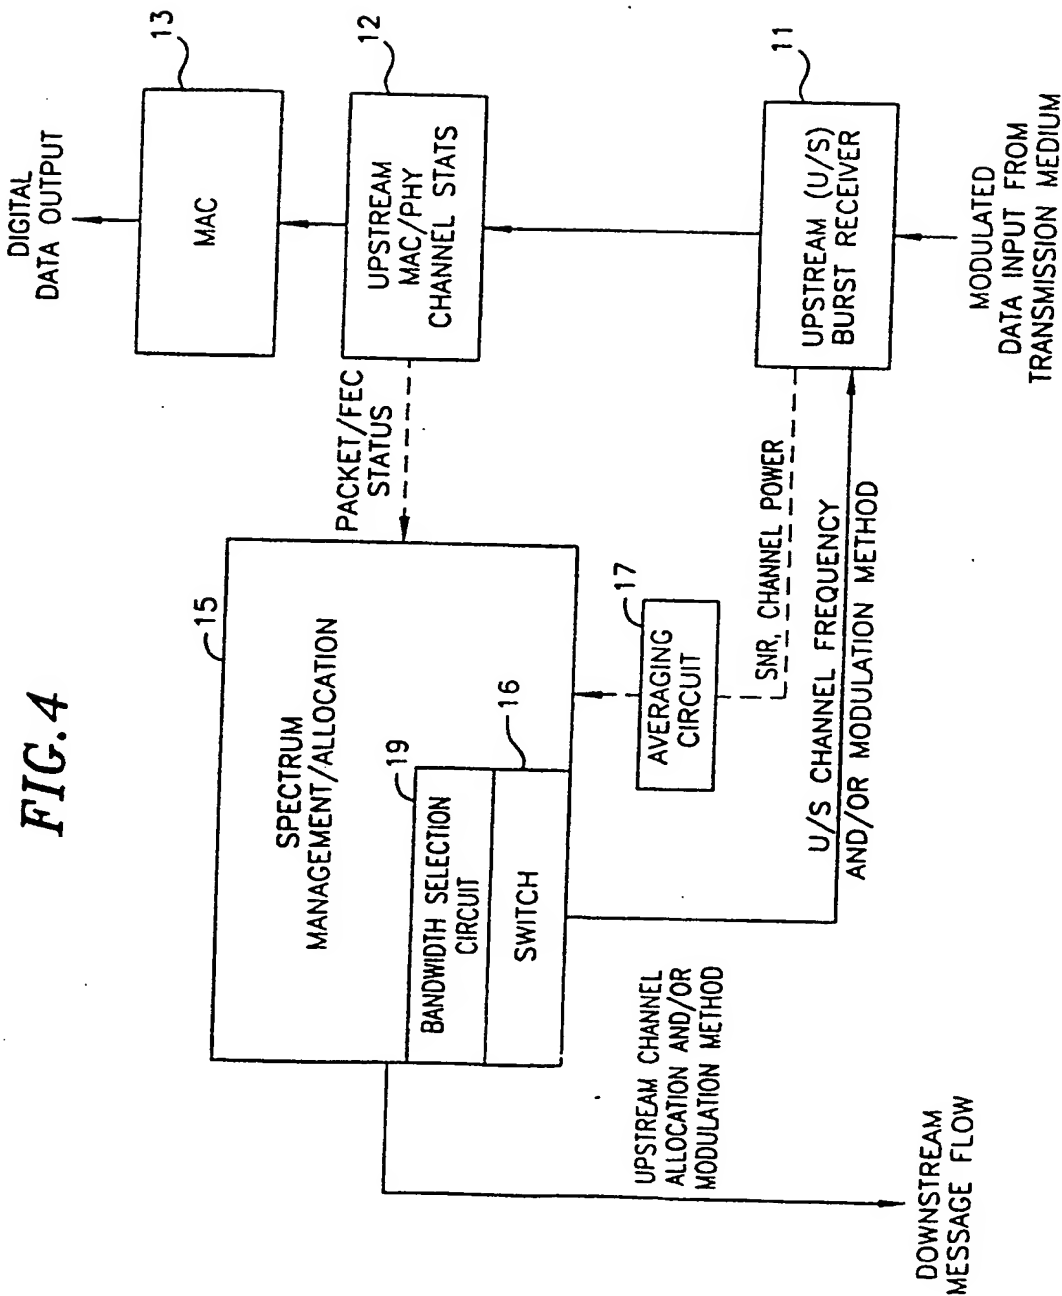 FIG.4
15
SPECTRUM
MANAGEMENT/ALLOCATION
19
BANDWIDTH SELECTION
CIRCUIT
16
SWITCH
UPSTREAM CHANNEL
ALLOCATION AND/OR
MODULATION METHOD
DOWNSTREAM
MESSAGE FLOW
17
AVERAGING
CIRCUIT
SNR, CHANNEL POWER
U/S CHANNEL FREQUENCY
AND/OR MODULATION METHOD
PACKET/FEC
STATUS
DIGITAL
DATA OUTPUT
13
MAC
12
UPSTREAM
MAC/PHY
CHANNEL STATS
11
UPSTREAM (U/S)
BURST RECEIVER
MODULATED
DATA INPUT FROM
TRANSMISSION MEDIUM